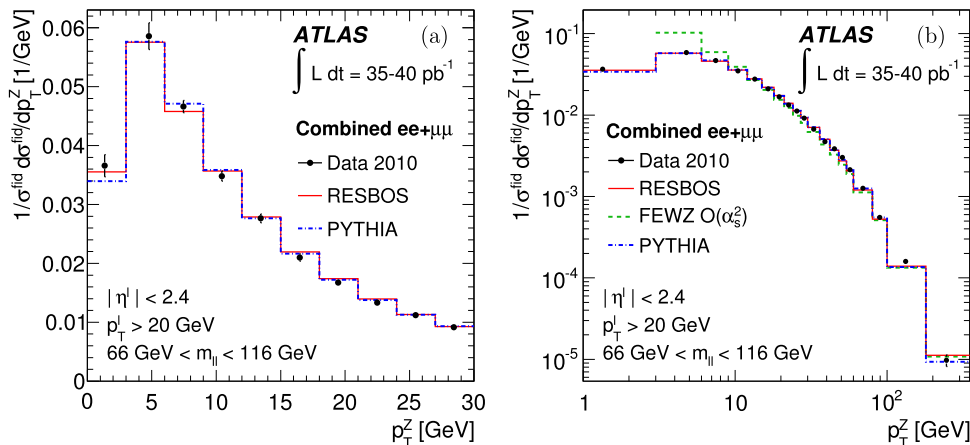 1/σ^fid dσ^fid/dp_T^Z [1/GeV]
0.06
0.05
0.04
0.03
0.02
0.01
0
ATLAS
(a)
∫ L dt = 35-40 pb^-1
Combined ee+μμ
Data 2010
RESBOS
PYTHIA
| η^l | < 2.4
p_T^l > 20 GeV
66 GeV < m_ll < 116 GeV
0 5 10 15 20 25 30
p_T^Z [GeV]
1/σ^fid dσ^fid/dp_T^Z [1/GeV]
10^-1
10^-2
10^-3
10^-4
10^-5
ATLAS
(b)
∫ L dt = 35-40 pb^-1
Combined ee+μμ
Data 2010
RESBOS
FEWZ O(α_s^2)
PYTHIA
| η^l | < 2.4
p_T^l > 20 GeV
66 GeV < m_ll < 116 GeV
1 10 10^2
p_T^Z [GeV]